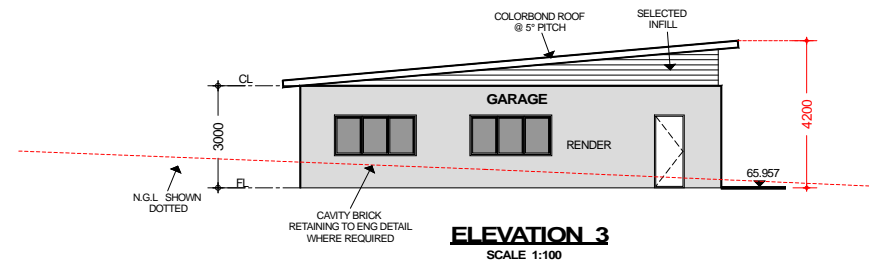 COLORBOND ROOF
@ 5° PITCH
SELECTED
INFILL
CL
GARAGE
3000
4200
RENDER
65.957
FL
N.G.L SHOWN
DOTTED
CAVITY BRICK
RETAINING TO ENG DETAIL
WHERE REQUIRED
ELEVATION 3
SCALE 1:100